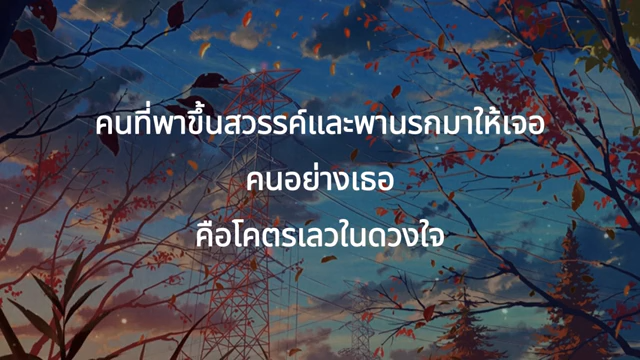 คนที่พาขึ้นสวรรค์และพานรกมาให้เจอ
คนอย่างเธอ
คือโคตรเลวในดวงใจ